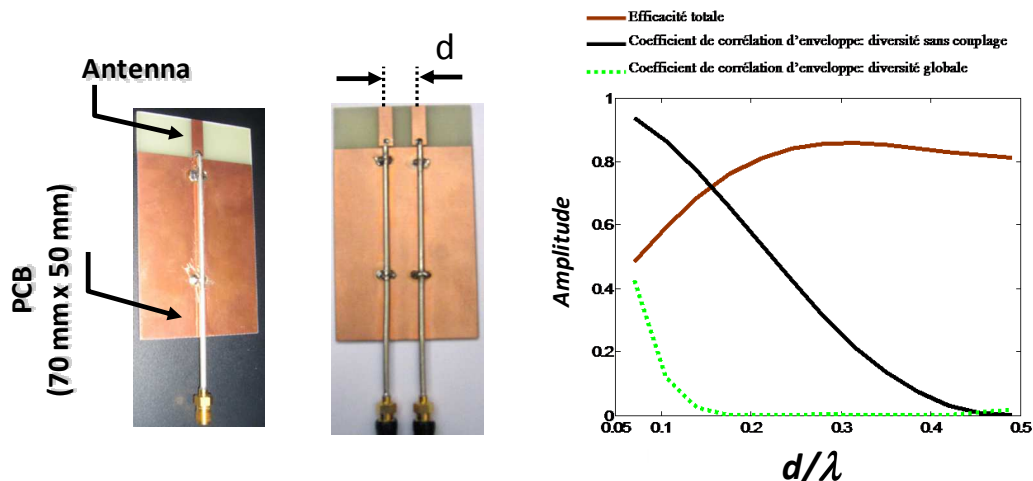 Antenna
PCB
(70 mm x 50 mm)
d
Efficacité totale
Coefficient de corrélation d'enveloppe: diversité sans couplage
Coefficient de corrélation d'enveloppe: diversité globale
Amplitude
1
0.8
0.6
0.4
0.2
0
0.05 0.1 0.2 0.3 0.4 0.5
d/λ